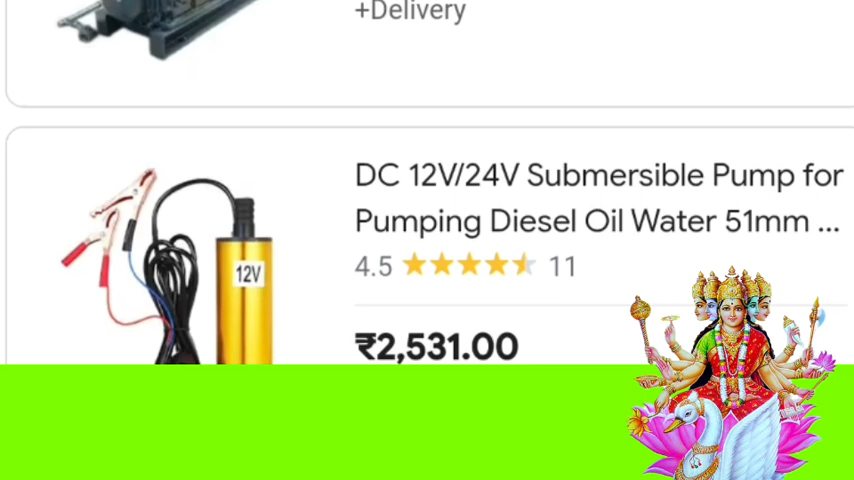 +Delivery
DC 12V/24V Submersible Pump for
Pumping Diesel Oil Water 51mm ...
4.5 11
12V
₹2,531.00